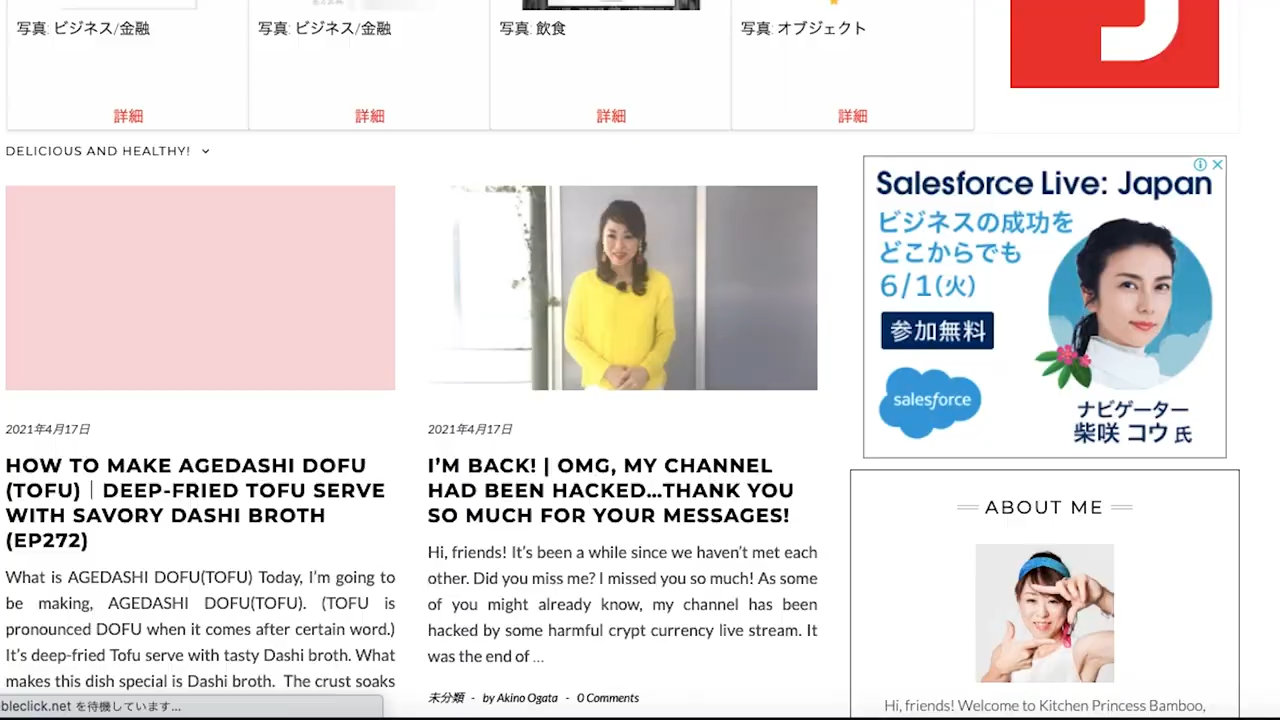 写真: ビジネス/金融
写真: ビジネス/金融
写真: 飲食
写真: オブジェクト
詳細
詳細
詳細
詳細
DELICIOUS AND HEALTHY!
2021年4月17日
HOW TO MAKE AGEDASHI DOFU
(TOFU)｜DEEP-FRIED TOFU SERVE
WITH SAVORY DASHI BROTH
(EP272)
What is AGEDASHI DOFU(TOFU) Today, I'm going to
be making, AGEDASHI DOFU(TOFU). (TOFU is
pronounced DOFU when it comes after certain word.)
It's deep-fried Tofu serve with tasty Dashi broth. What
makes this dish special is Dashi broth. The crust soaks
2021年4月17日
I'M BACK! | OMG, MY CHANNEL
HAD BEEN HACKED…THANK YOU
SO MUCH FOR YOUR MESSAGES!
Hi, friends! It's been a while since we haven't met each
other. Did you miss me? I missed you so much! As some
of you might already know, my channel has been
hacked by some harmful crypt currency live stream. It
was the end of …
未分類 - by Akino Ogata - 0 Comments
Salesforce Live: Japan
ビジネスの成功を
どこからでも
6/1(火)
参加無料
salesforce
ナビゲーター
柴咲 コウ 氏
ABOUT ME
Hi, friends! Welcome to Kitchen Princess Bamboo,
bleclick.net を待機しています...